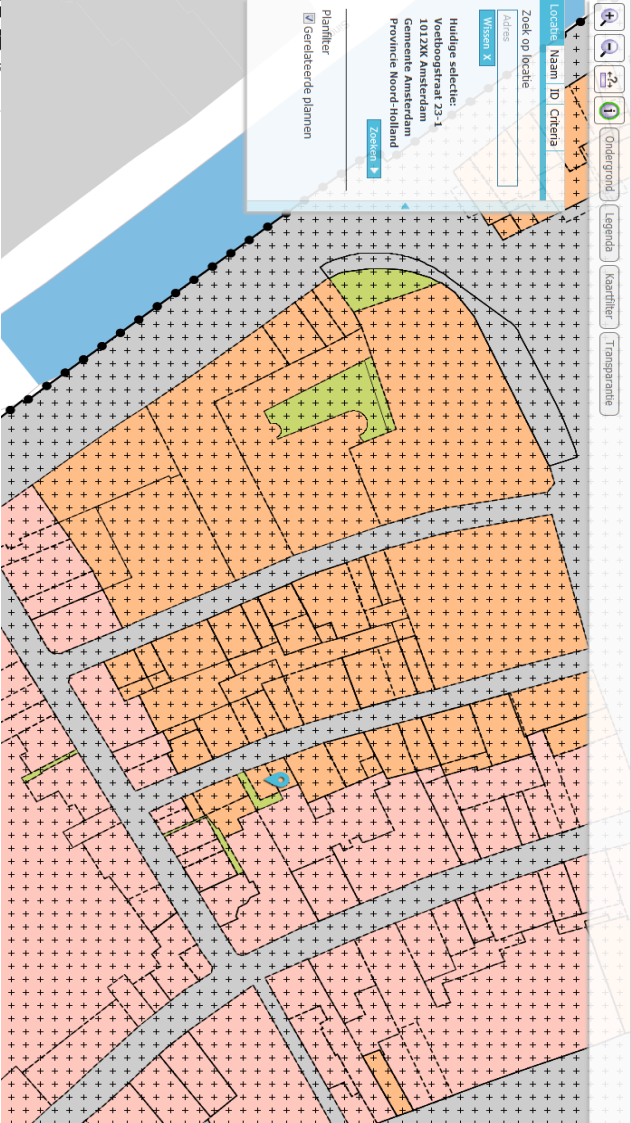 Ondergrond Legenda Kaartfilter Transparantie
Locatie Naam ID Criteria
Zoek op locatie
Adres
Wissen X
Huidige selectie:
Voetboogstraat 23-1
1012XK Amsterdam
Gemeente Amsterdam
Provincie Noord-Holland
Zoeken
Planfilter
Gerelateerde plannen